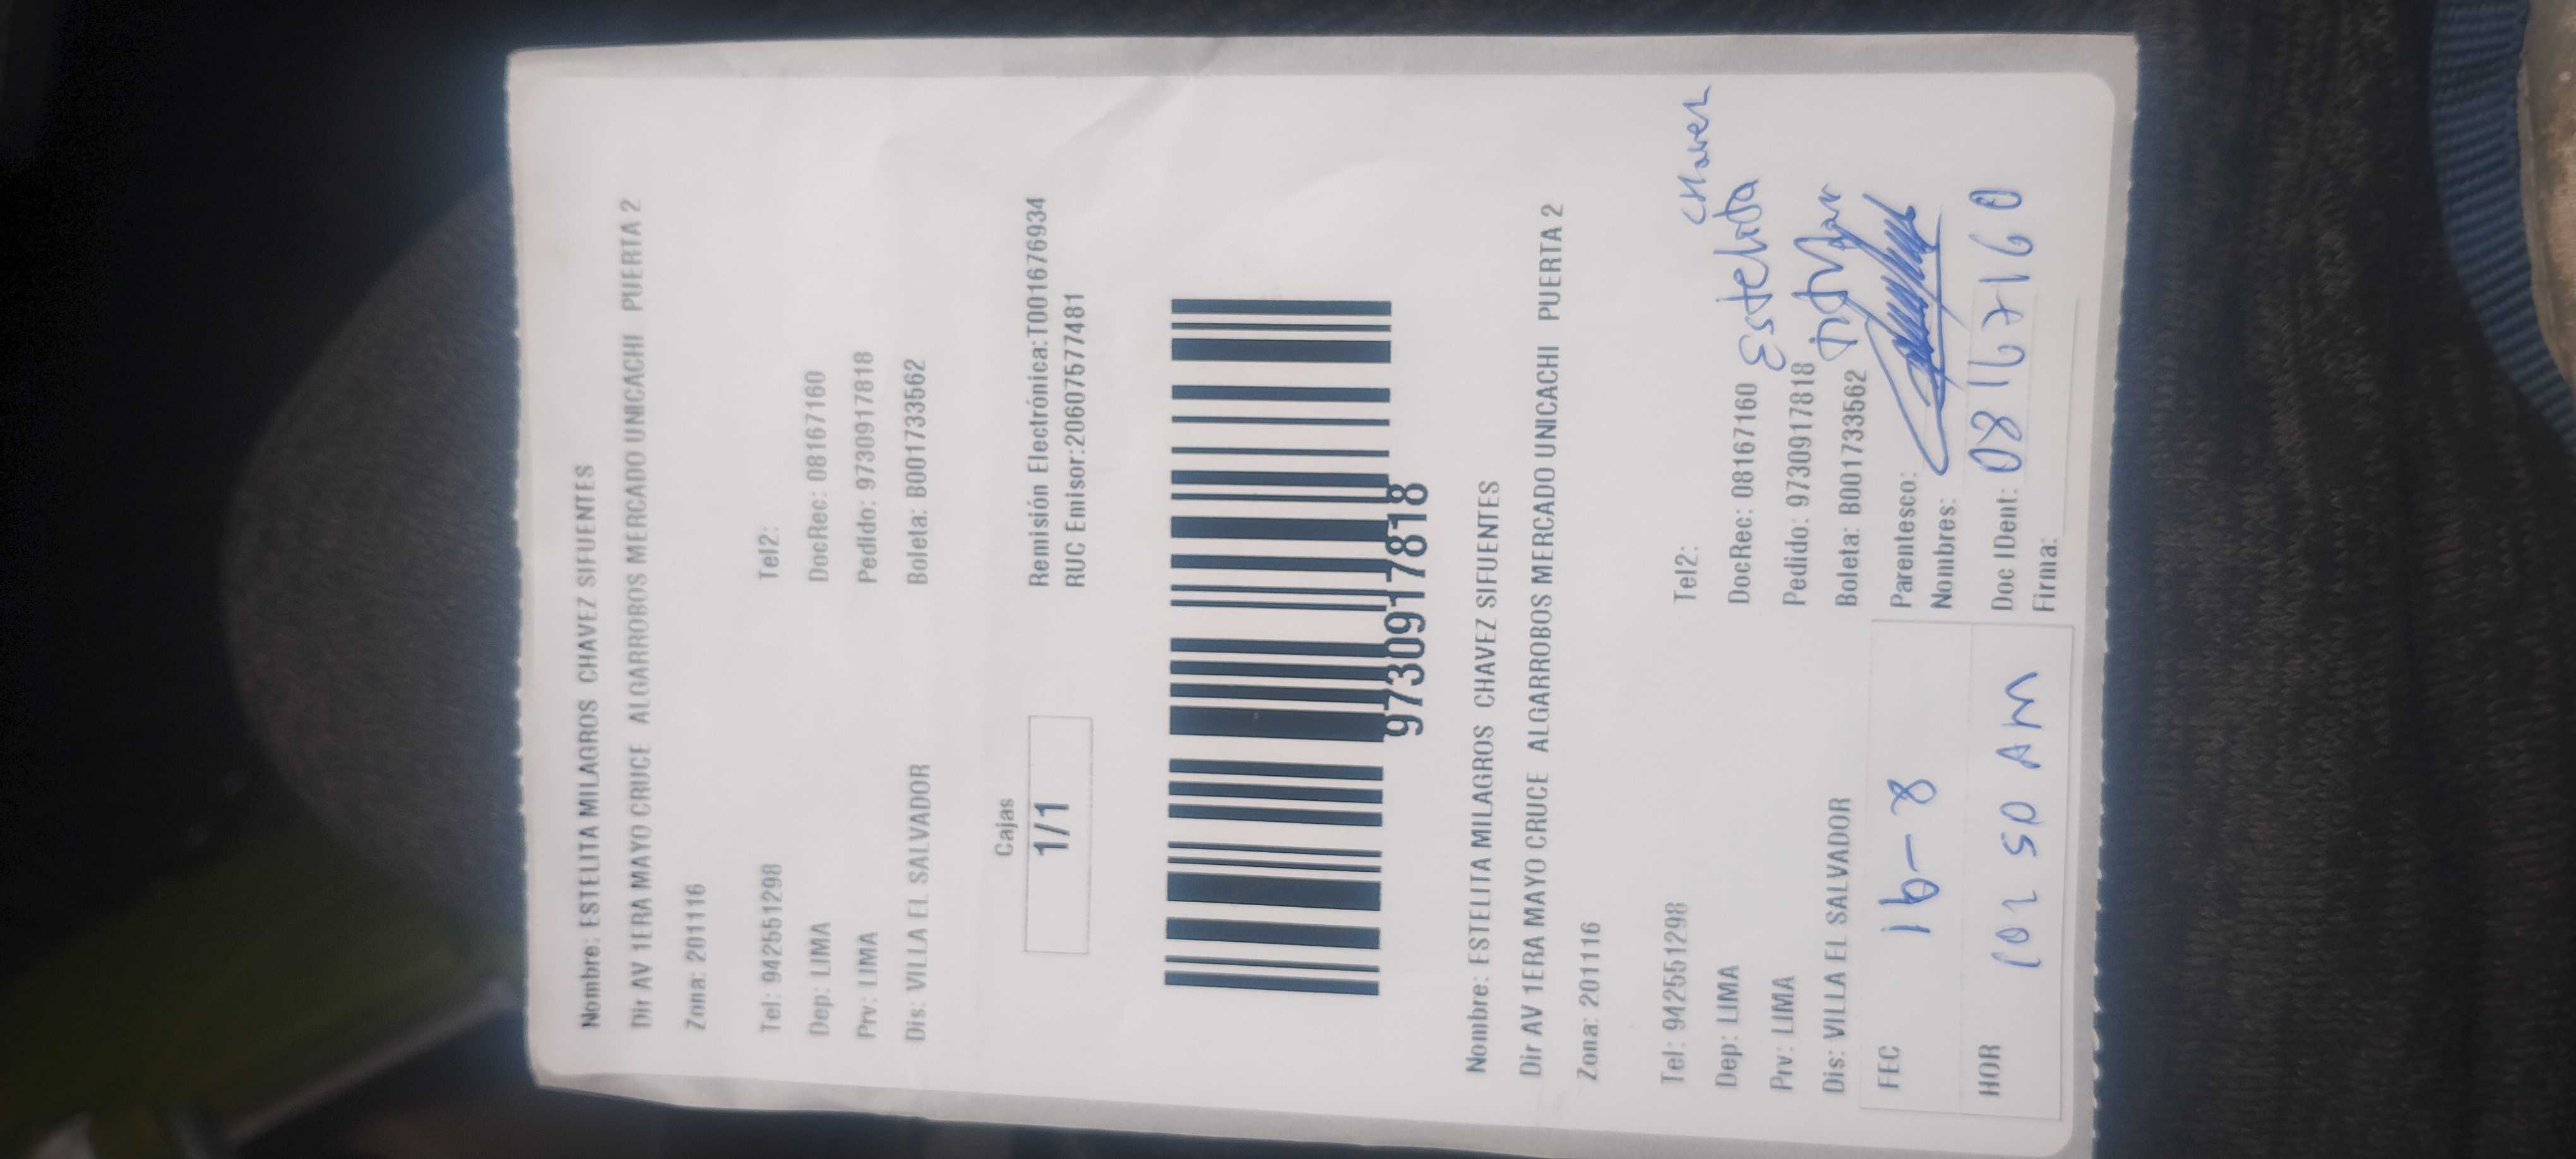 Nombre: ESTELITA MILAGROS CHAVEZ SIFUENTES
Dir AV 1ERA MAYO CRUCE ALGARROBOS MERCADO UNICACHI PUERTA 2
Zona: 201116
Tel: 942551298 Tel2:
Dep: LIMA DocRec: 08167160
Prv: LIMA Pedido: 97309177818
Dis: VILLA EL SALVADOR Boleta: B001733562
Cajas
1/1
Remisión Electrónica:T001676934
RUC Emisor:20607577481
97309177818
Nombre: ESTELITA MILAGROS CHAVEZ SIFUENTES
Dir AV 1ERA MAYO CRUCE ALGARROBOS MERCADO UNICACHI PUERTA 2
Zona: 201116
Tel: 942551298 Tel2:
Dep: LIMA DocRec: 08167160 Estelita Chavez
Prv: LIMA Pedido: 97309177818
Dis: VILLA EL SALVADOR Boleta: B001733562
FEC 16-8 Parentesco:
Nombres:
HOR 10:50 AM Doc IDent: 08167160
Firma: